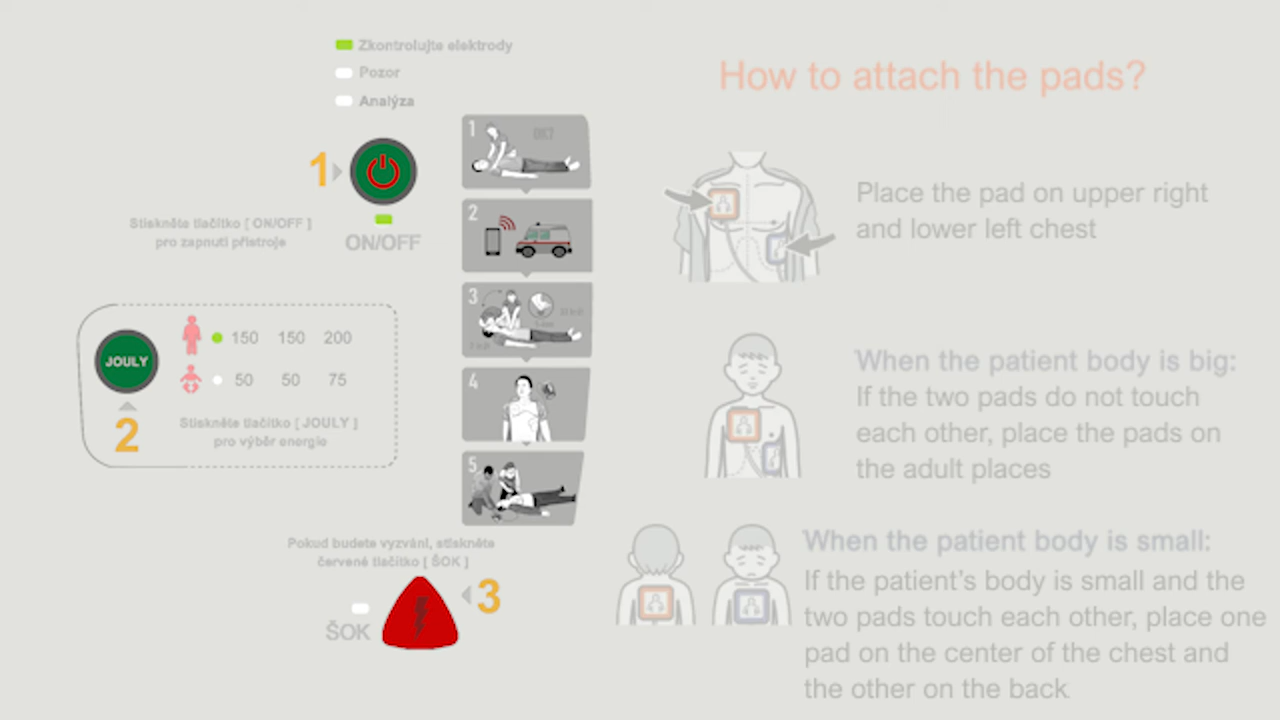 Zkontrolujte elektrody
Pozor
Analýza
1
Stiskněte tlačítko [ ON/OFF ]
pro zapnutí přístroje
ON/OFF
JOULY
150 150 200
50 50 75
2
Stiskněte tlačítko [ JOULY ]
pro výběr energie
1
2
3
4
5
Pokud budete vyzváni, stiskněte
červené tlačítko [ ŠOK ]
3
ŠOK
How to attach the pads?
Place the pad on upper right
and lower left chest
When the patient body is big:
If the two pads do not touch
each other, place the pads on
the adult places
When the patient body is small:
If the patient's body is small and the
two pads touch each other, place one
pad on the center of the chest and
the other on the back